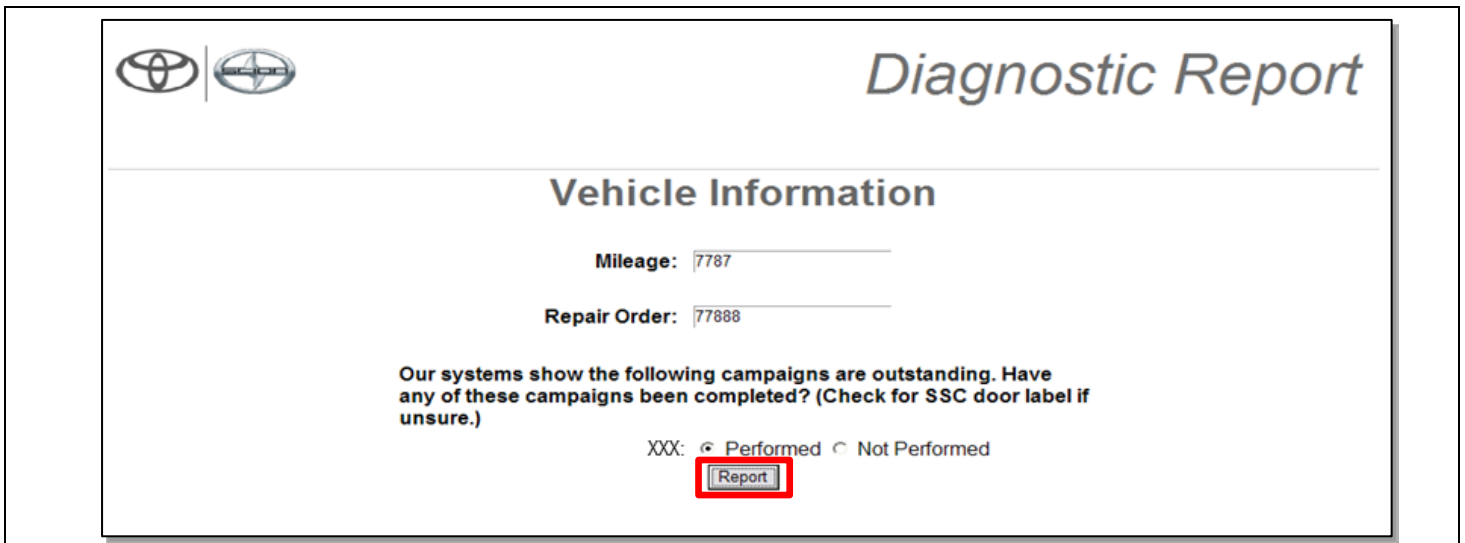 SCION
Diagnostic Report
Vehicle Information
Mileage: 7787
Repair Order: 77888
Our systems show the following campaigns are outstanding. Have
any of these campaigns been completed? (Check for SSC door label if
unsure.)
XXX: Performed Not Performed
Report